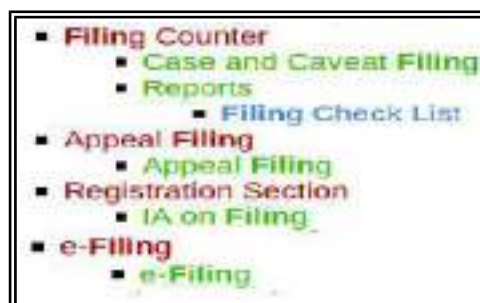 Filing Counter
Case and Caveat Filing
Reports
Filing Check List
Appeal Filing
Appeal Filing
Registration Section
IA on Filing
e-Filing
e-Filing